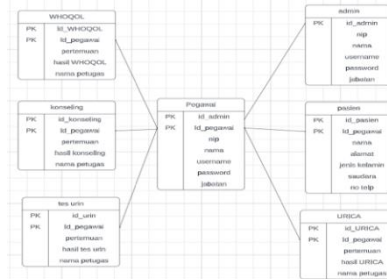 WHOQOL
PK Id_WHOQOL
PK Id_pegawai
pertemuan
hasil WHOQOL
nama petugas
konseling
PK Id_konseling
PK Id_pegawai
pertemuan
hasil konseling
nama petugas
tes urin
PK id_urin
PK Id_pegawai
pertemuan
hasil tes urin
nama petugas
Pegawai
PK Id_admin
PK Id_pegawai
nip
nama
username
password
jabatan
admin
PK id_admin
nip
nama
username
password
jabatan
pasien
PK id_pasien
PK Id_pegawai
nama
alamat
jenis kelamin
saudara
no telp
URICA
PK id_URICA
PK Id_pegawai
pertemuan
hasil URICA
nama petugas